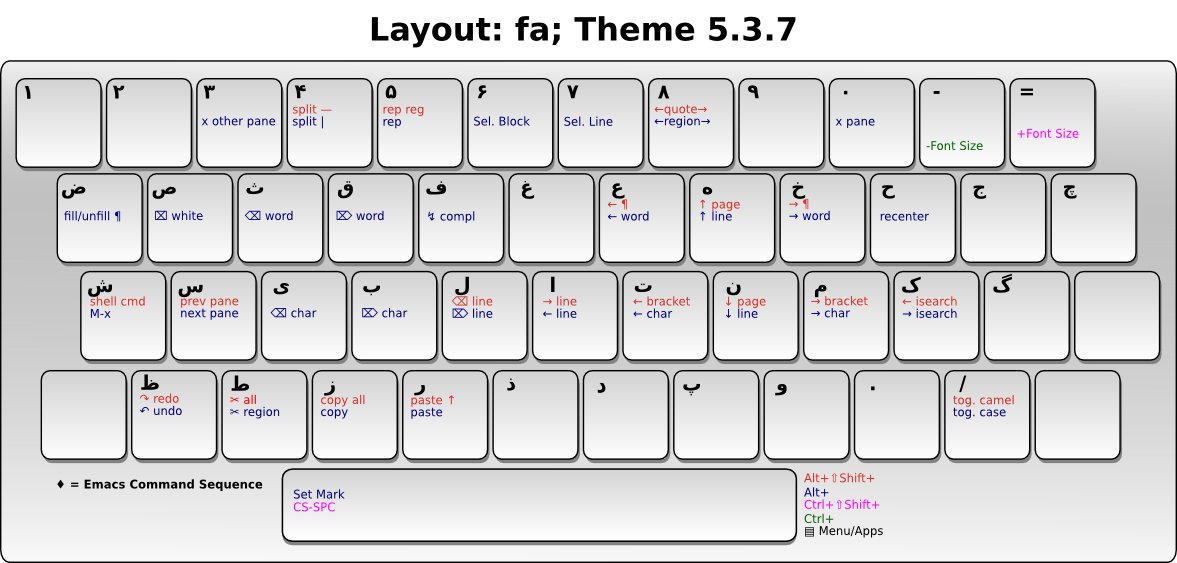 Layout: fa; Theme 5.3.7
۱
۲
۳
x other pane
۴
split —
split |
۵
rep reg
rep
۶
Sel. Block
۷
Sel. Line
۸
←quote→
←region→
۹
۰
x pane
-
-Font Size
=
+Font Size
ض
fill/unfill ¶
ص
⌧ white
ث
⌫ word
ق
⌦ word
ف
↯ compl
غ
ع
← ¶
← word
ه
↑ page
↑ line
خ
→ ¶
→ word
ح
recenter
ج
چ
ش
shell cmd
M-x
س
prev pane
next pane
ی
⌫ char
ب
⌦ char
ل
⌫ line
⌦ line
ا
→ line
← line
ت
← bracket
← char
ن
↓ page
↓ line
م
→ bracket
→ char
ک
← isearch
→ isearch
گ
ظ
↷ redo
↶ undo
ط
✂ all
✂ region
ز
copy all
copy
ر
paste ↑
paste
ذ
د
پ
و
.
/
tog. camel
tog. case
♦ = Emacs Command Sequence
Set Mark
CS-SPC
Alt+⇧Shift+
Alt+
Ctrl+⇧Shift+
Ctrl+
▤ Menu/Apps